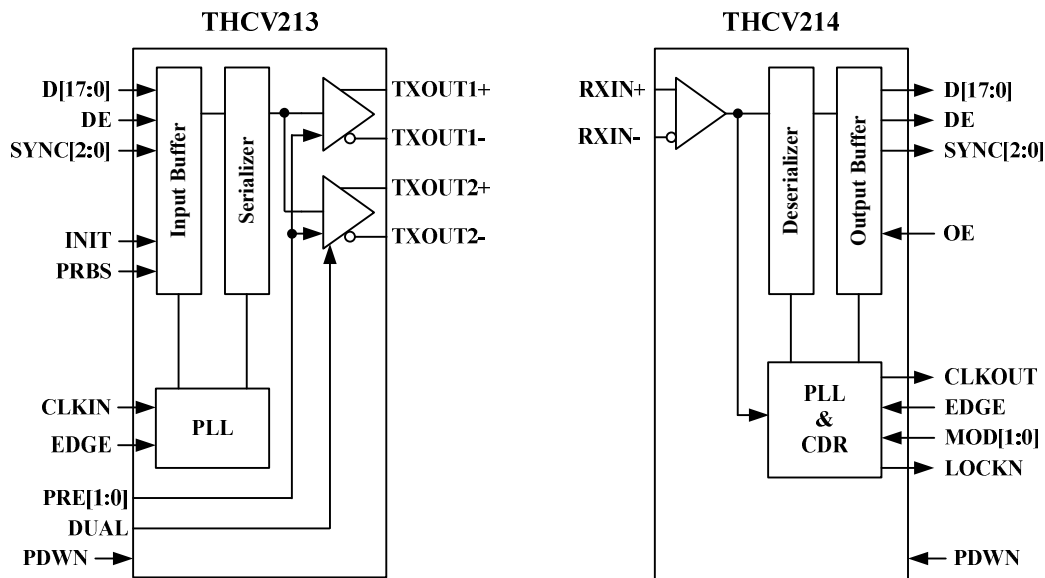 THCV213
D[17:0]
DE
SYNC[2:0]
INIT
PRBS
CLKIN
EDGE
PRE[1:0]
DUAL
PDWN
Input Buffer
Serializer
PLL
TXOUT1+
TXOUT1-
TXOUT2+
TXOUT2-
THCV214
RXIN+
RXIN-
Deserializer
Output Buffer
PLL
&
CDR
D[17:0]
DE
SYNC[2:0]
OE
CLKOUT
EDGE
MOD[1:0]
LOCKN
PDWN